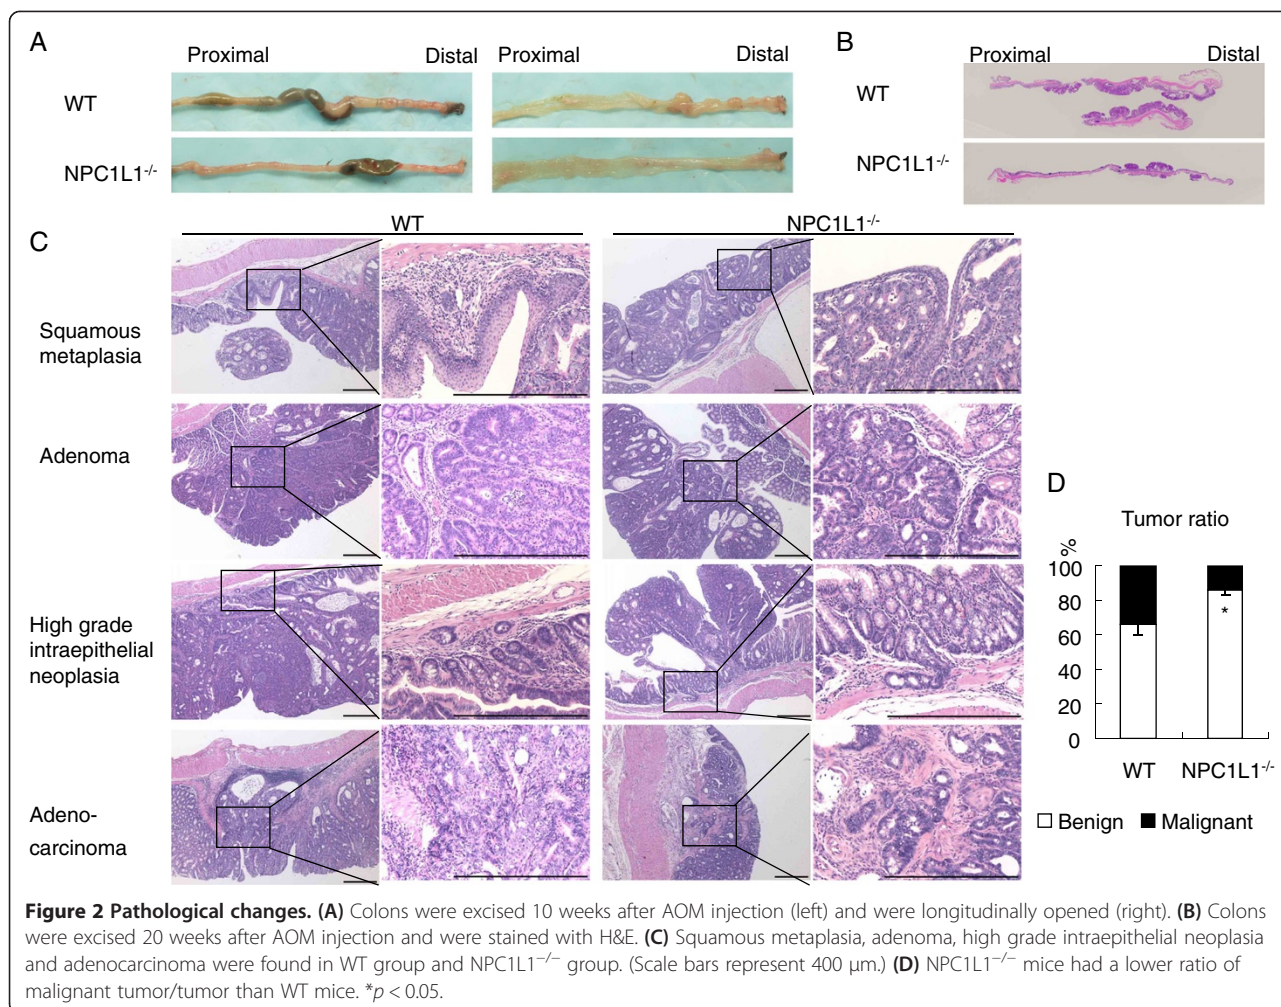 A
Proximal Distal
WT
NPC1L1-/-
B
Proximal Distal
WT
NPC1L1-/-
C
WT NPC1L1-/-
Squamous
metaplasia
Adenoma
High grade
intraepithelial
neoplasia
Adeno-
carcinoma
D
Tumor ratio
%
100
80
60
40
20
0
*
WT NPC1L1-/-
Benign Malignant
Figure 2 Pathological changes. (A) Colons were excised 10 weeks after AOM injection (left) and were longitudinally opened (right). (B) Colons
were excised 20 weeks after AOM injection and were stained with H&E. (C) Squamous metaplasia, adenoma, high grade intraepithelial neoplasia
and adenocarcinoma were found in WT group and NPC1L1−/− group. (Scale bars represent 400 μm.) (D) NPC1L1−/− mice had a lower ratio of
malignant tumor/tumor than WT mice. *p < 0.05.